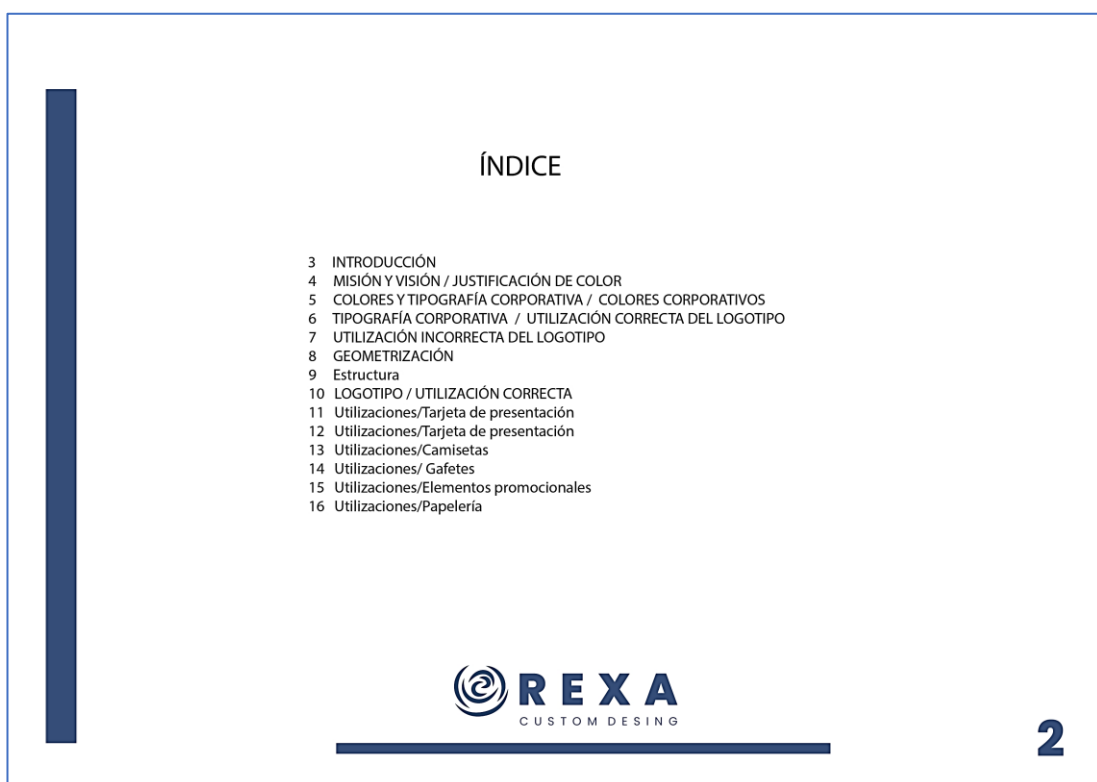 ÍNDICE
3 INTRODUCCIÓN
4 MISIÓN Y VISIÓN / JUSTIFICACIÓN DE COLOR
5 COLORES Y TIPOGRAFÍA CORPORATIVA / COLORES CORPORATIVOS
6 TIPOGRAFÍA CORPORATIVA / UTILIZACIÓN CORRECTA DEL LOGOTIPO
7 UTILIZACIÓN INCORRECTA DEL LOGOTIPO
8 GEOMETRIZACIÓN
9 Estructura
10 LOGOTIPO / UTILIZACIÓN CORRECTA
11 Utilizaciones/Tarjeta de presentación
12 Utilizaciones/Tarjeta de presentación
13 Utilizaciones/Camisetas
14 Utilizaciones/ Gafetes
15 Utilizaciones/Elementos promocionales
16 Utilizaciones/Papelería
REXA
CUSTOM DESING
2